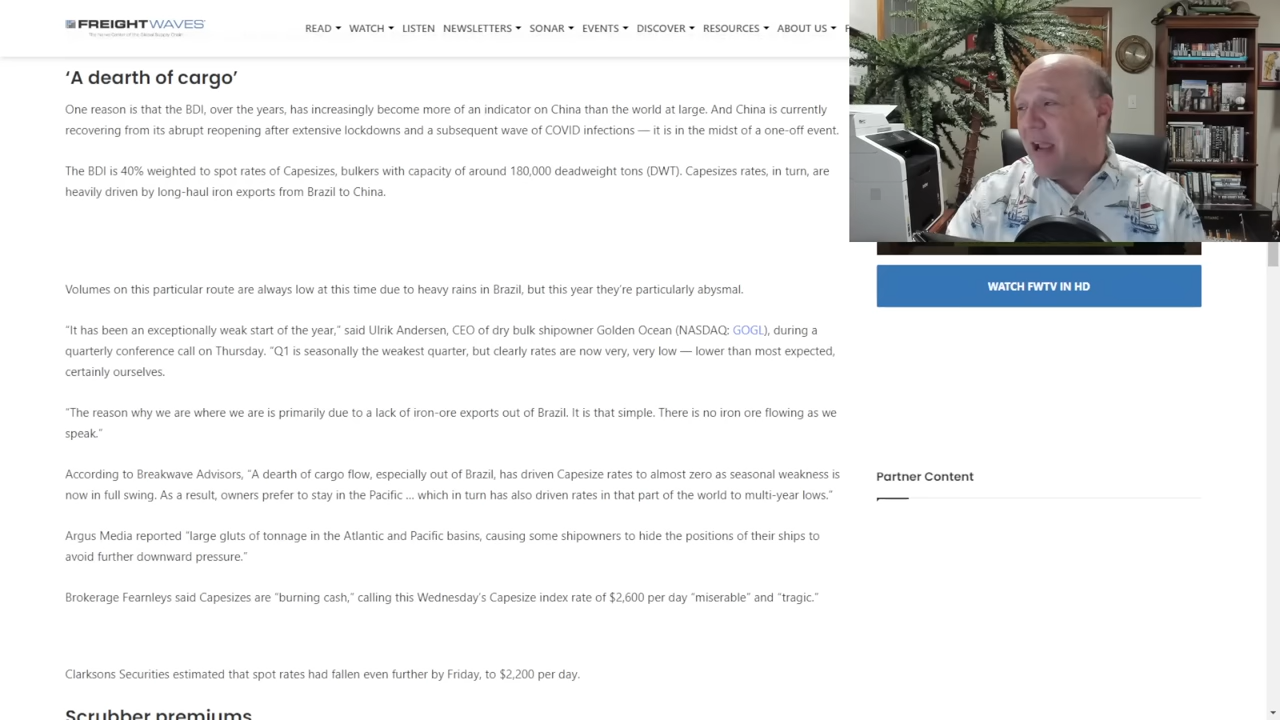 FREIGHTWAVES
READ WATCH LISTEN NEWSLETTERS SONAR EVENTS DISCOVER RESOURCES ABOUT US
‘A dearth of cargo’
One reason is that the BDI, over the years, has increasingly become more of an indicator on China than the world at large. And China is currently
recovering from its abrupt reopening after extensive lockdowns and a subsequent wave of COVID infections — it is in the midst of a one-off event.
The BDI is 40% weighted to spot rates of Capesizes, bulkers with capacity of around 180,000 deadweight tons (DWT). Capesizes rates, in turn, are
heavily driven by long-haul iron exports from Brazil to China.
Volumes on this particular route are always low at this time due to heavy rains in Brazil, but this year they’re particularly abysmal.
“It has been an exceptionally weak start of the year,” said Ulrik Andersen, CEO of dry bulk shipowner Golden Ocean (NASDAQ: GOGL), during a
quarterly conference call on Thursday. “Q1 is seasonally the weakest quarter, but clearly rates are now very, very low — lower than most expected,
certainly ourselves.
“The reason why we are where we are is primarily due to a lack of iron-ore exports out of Brazil. It is that simple. There is no iron ore flowing as we
speak.”
According to Breakwave Advisors, “A dearth of cargo flow, especially out of Brazil, has driven Capesize rates to almost zero as seasonal weakness is
now in full swing. As a result, owners prefer to stay in the Pacific … which in turn has also driven rates in that part of the world to multi-year lows.”
Argus Media reported “large gluts of tonnage in the Atlantic and Pacific basins, causing some shipowners to hide the positions of their ships to
avoid further downward pressure.”
Brokerage Fearnleys said Capesizes are “burning cash,” calling this Wednesday’s Capesize index rate of $2,600 per day “miserable” and “tragic.”
Clarksons Securities estimated that spot rates had fallen even further by Friday, to $2,200 per day.
Scrubber premiums
WATCH FWTV IN HD
Partner Content